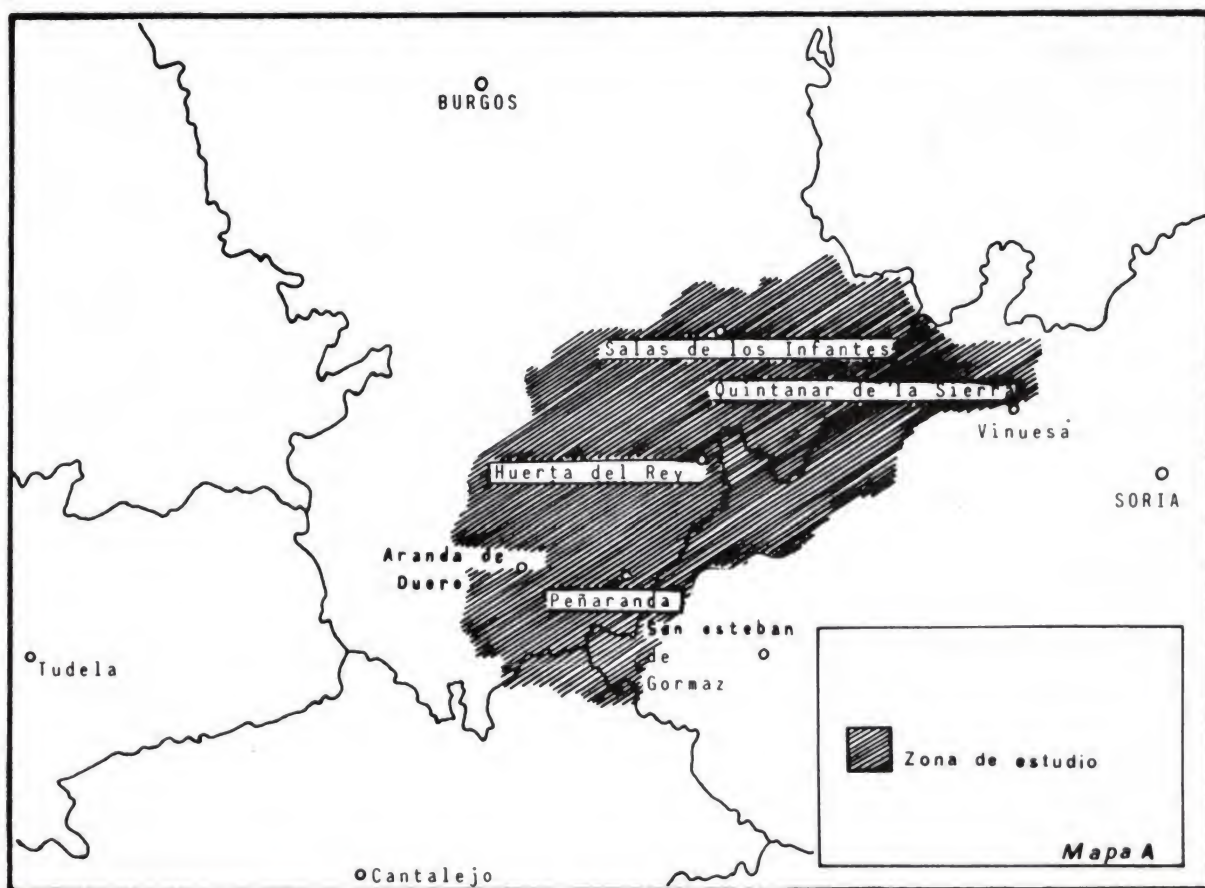 BURGOS
Salas de los Infantes
Quintanar de la Sierr
Vinuesa
Huerta del Rey
SORIA
Aranda de
Duero
Peñaranda
San esteban
de
Gormaz
Tudela
Zona de estudio
Mapa A
Cantalejo